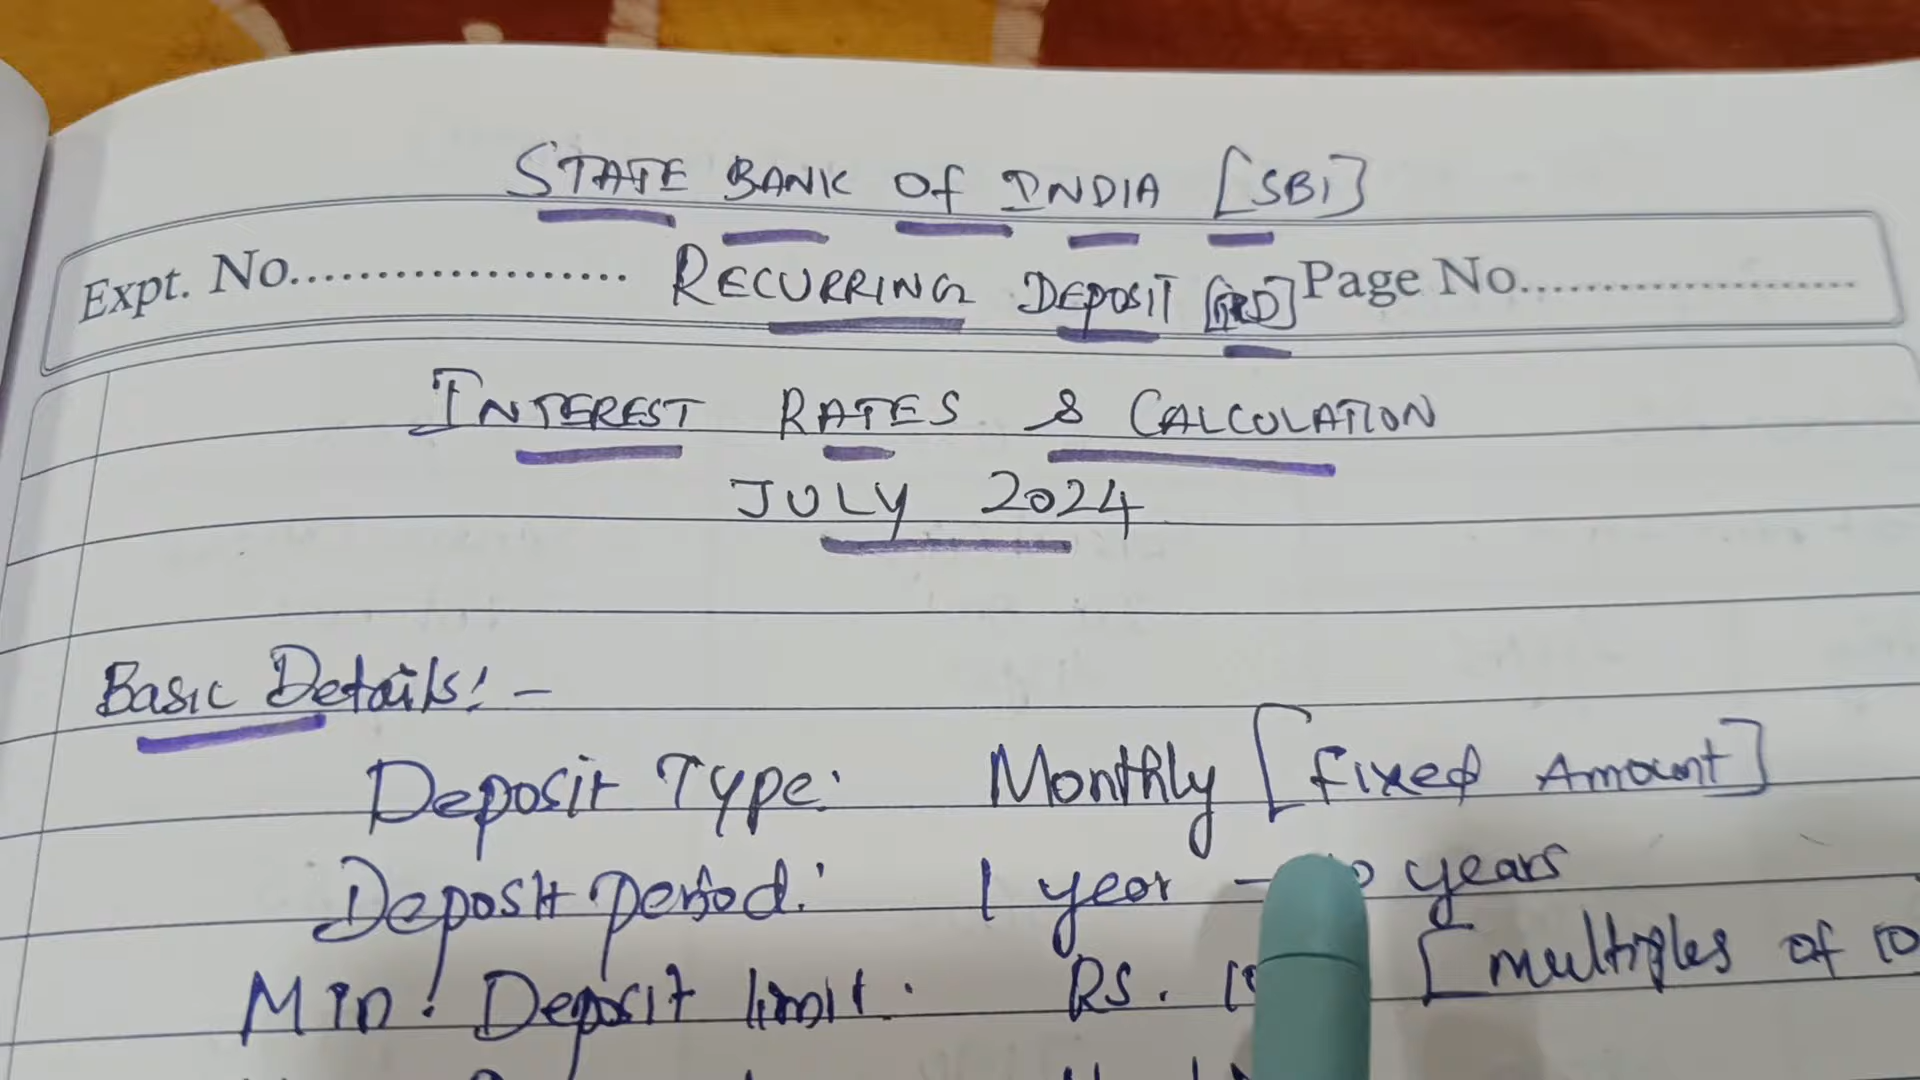 STATE BANK Of INDIA [SBI]
Expt. No.................... RECURRING DEPOSIT [RD] Page No.....................
INTEREST RATES & CALCULATION
JULY 2024
Basic Details:-
Deposit Type: Monthly [fixed Amount]
Deposit period: 1 year - years
Min: Deposit limit: Rs. [multiples of 10